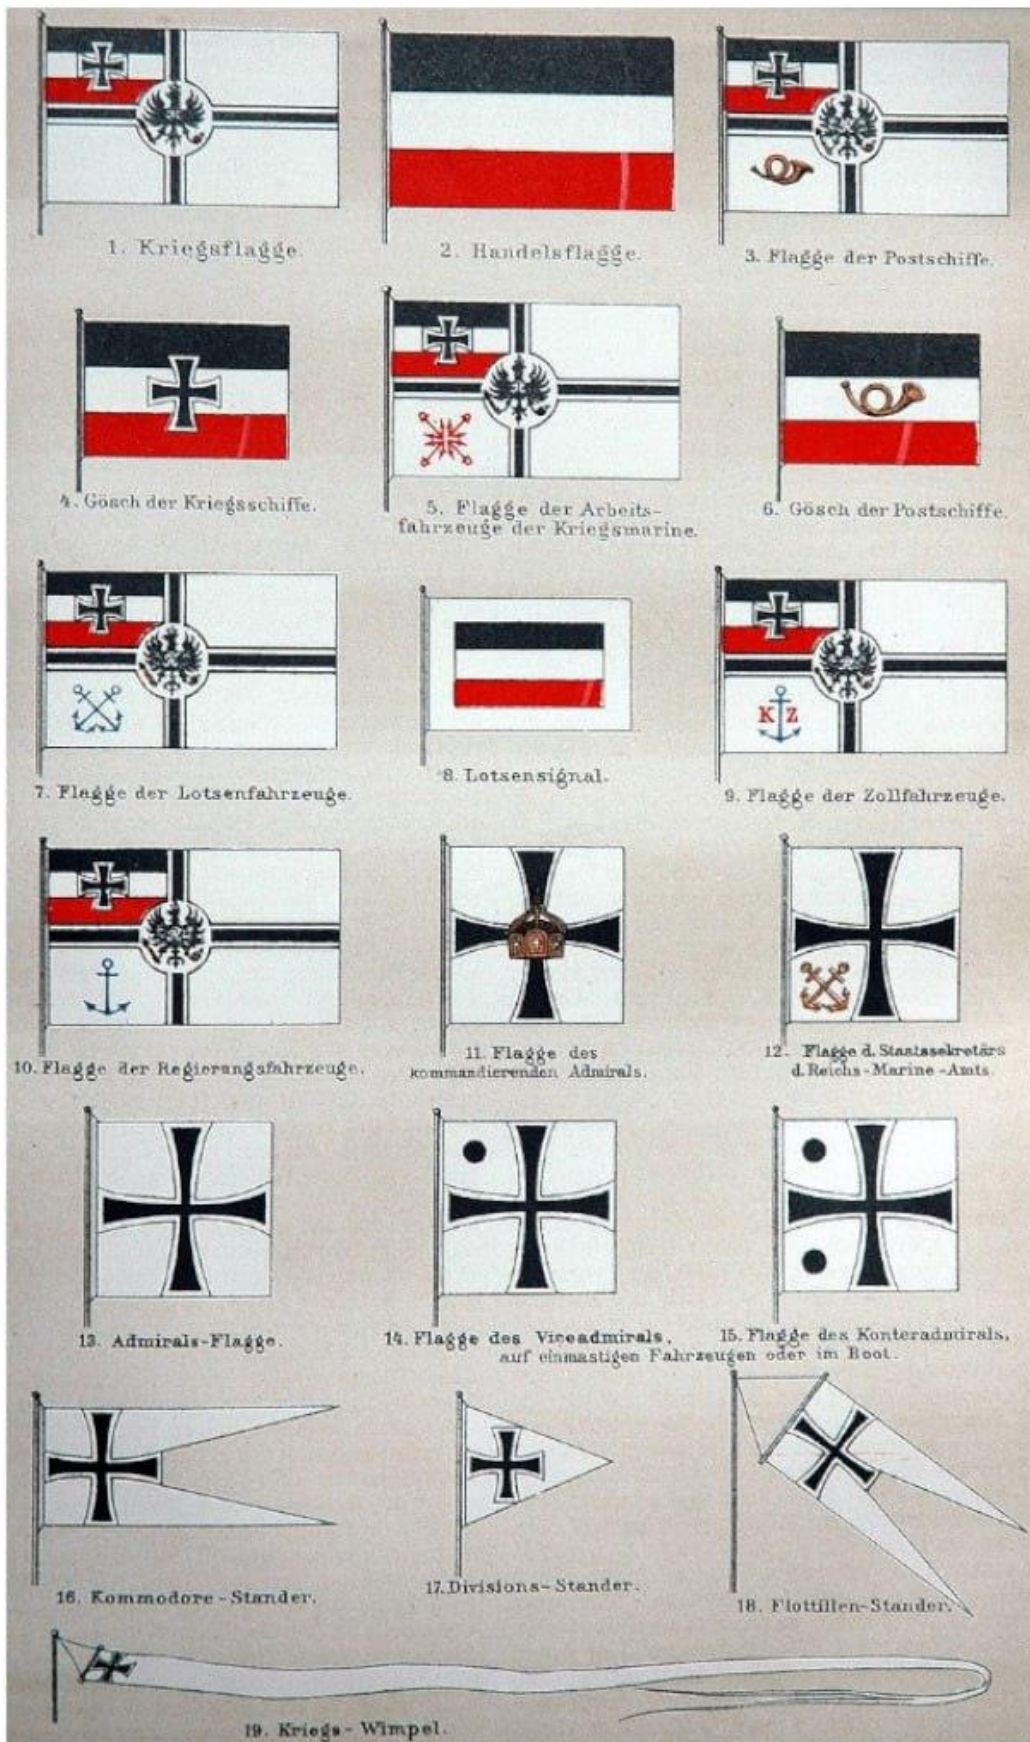 1. Kriegsflagge.
2. Handelsflagge.
3. Flagge der Postschiffe.
4. Gösch der Kriegsschiffe.
5. Flagge der Arbeits-
fahrzeuge der Kriegsmarine.
6. Gösch der Postschiffe.
7. Flagge der Lotsenfahrzeuge.
8. Lotsensignal.
K Z
9. Flagge der Zollfahrzeuge.
10. Flagge der Regierungsfahrzeuge.
11. Flagge des
kommandierenden Admirals.
12. Flagge d. Staatssekretärs
d. Reichs-Marine-Amts.
13. Admirals-Flagge.
14. Flagge des Viceadmirals,
15. Flagge des Konteradmirals,
auf einmastigen Fahrzeugen oder im Boot.
16. Kommodore-Stander.
17. Divisions-Stander.
18. Flottillen-Stander.
19. Kriegs-Wimpel.